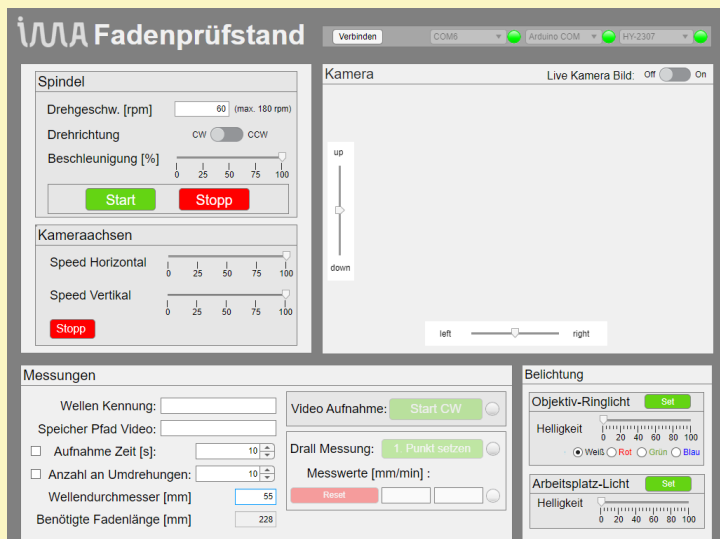 ima Fadenprüfstand
Verbinden COM6 Arduino COM HY-2307
Spindel
Drehgeschw. [rpm] 60 (max. 180 rpm)
Drehrichtung CW CCW
Beschleunigung [%]
0 25 50 75 100
Start Stopp
Kameraachsen
Speed Horizontal
0 25 50 75 100
Speed Vertikal
0 25 50 75 100
Stopp
Kamera Live Kamera Bild: Off On
up
down
left right
Messungen
Wellen Kennung:
Speicher Pfad Video:
Aufnahme Zeit [s]: 10
Anzahl an Umdrehungen: 10
Wellendurchmesser [mm] 55
Benötigte Fadenlänge [mm] 228
Video Aufnahme: Start CW
Drall Messung: 1. Punkt setzen
Messwerte [mm/min] :
Reset
Belichtung
Objektiv-Ringlicht Set
Helligkeit
0 20 40 60 80 100
Weiß Rot Grün Blau
Arbeitsplatz-Licht Set
Helligkeit
0 20 40 60 80 100